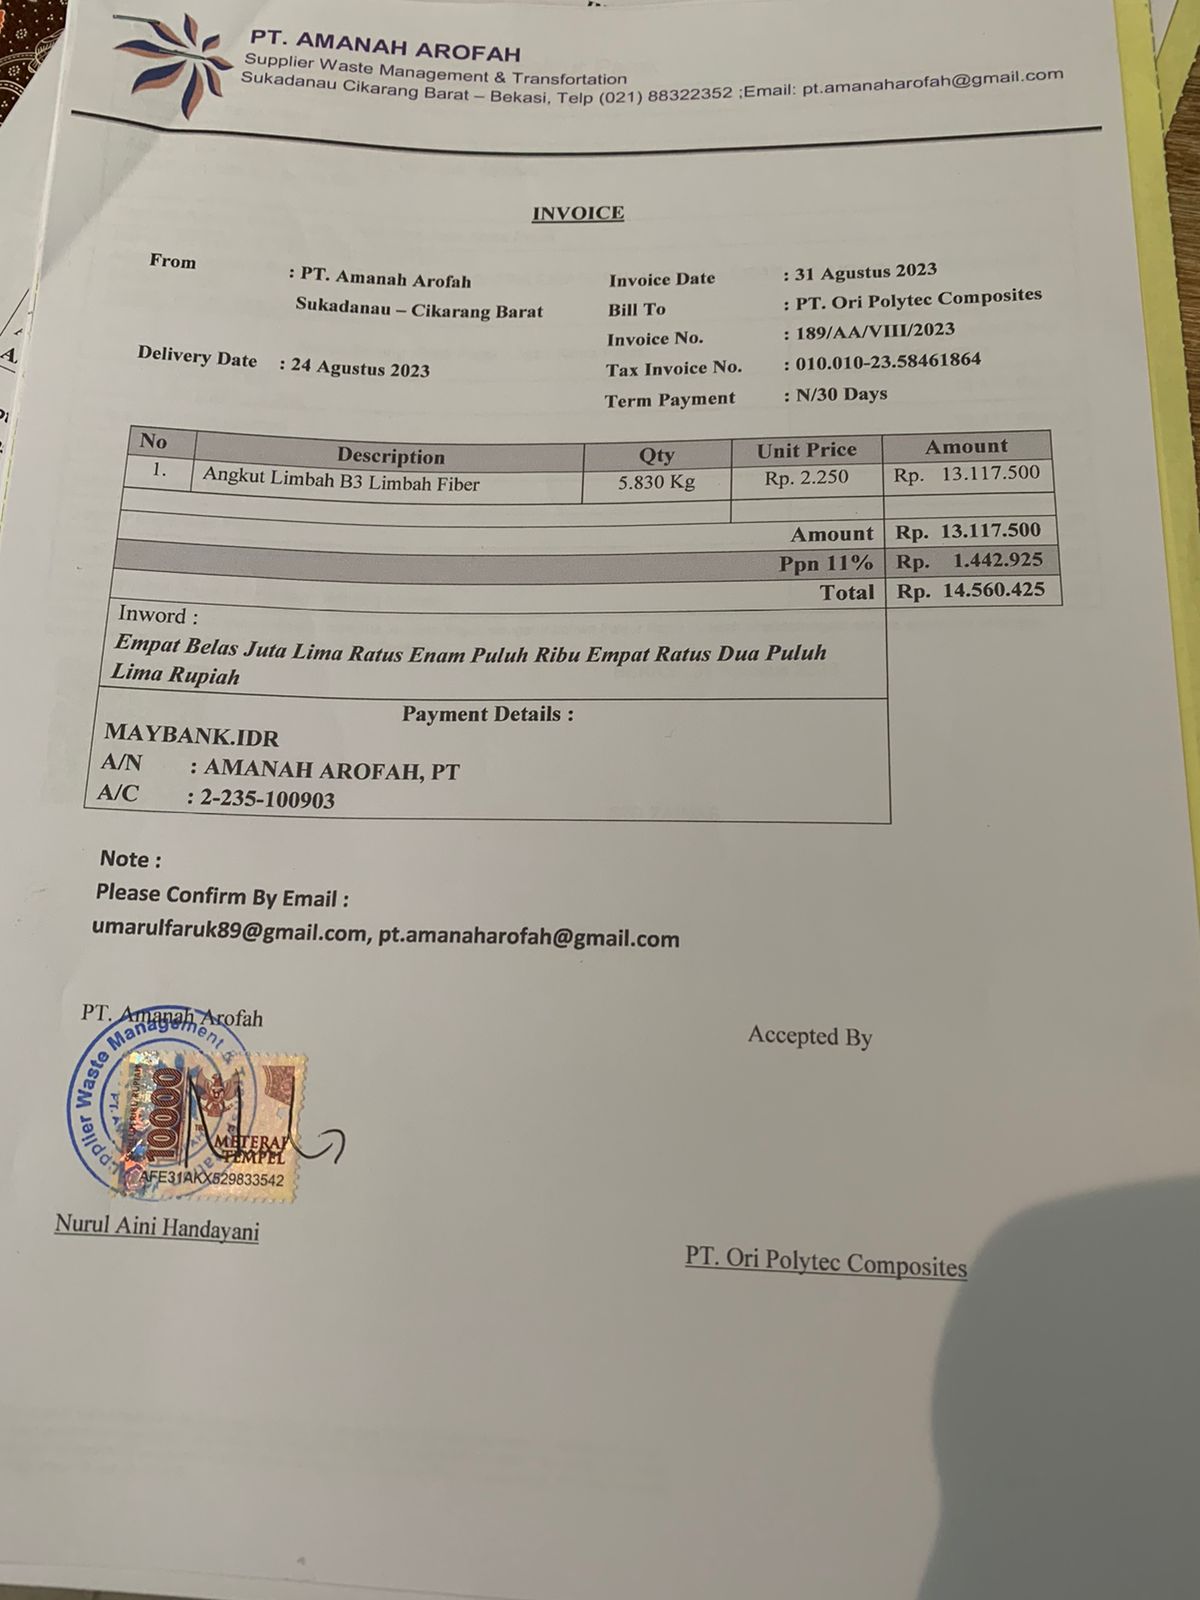 PT. AMANAH AROFAH
Supplier Waste Management & Transfortation
Sukadanau Cikarang Barat – Bekasi, Telp (021) 88322352 ;Email: pt.amanaharofah@gmail.com
INVOICE
From : PT. Amanah Arofah
Sukadanau – Cikarang Barat
Delivery Date : 24 Agustus 2023
Invoice Date : 31 Agustus 2023
Bill To : PT. Ori Polytec Composites
Invoice No. : 189/AA/VIII/2023
Tax Invoice No. : 010.010-23.58461864
Term Payment : N/30 Days
No Description Qty Unit Price Amount
1. Angkut Limbah B3 Limbah Fiber 5.830 Kg Rp. 2.250 Rp. 13.117.500
Amount Rp. 13.117.500
Ppn 11% Rp. 1.442.925
Total Rp. 14.560.425
Inword :
Empat Belas Juta Lima Ratus Enam Puluh Ribu Empat Ratus Dua Puluh
Lima Rupiah
Payment Details :
MAYBANK.IDR
A/N : AMANAH AROFAH, PT
A/C : 2-235-100903
Note :
Please Confirm By Email :
umarulfaruk89@gmail.com, pt.amanaharofah@gmail.com
PT. Amanah Arofah
Accepted By
Supplier Waste Management &
10000
METERAI
TEMPEL
AFE31AKX529833542
Nurul Aini Handayani
PT. Ori Polytec Composites